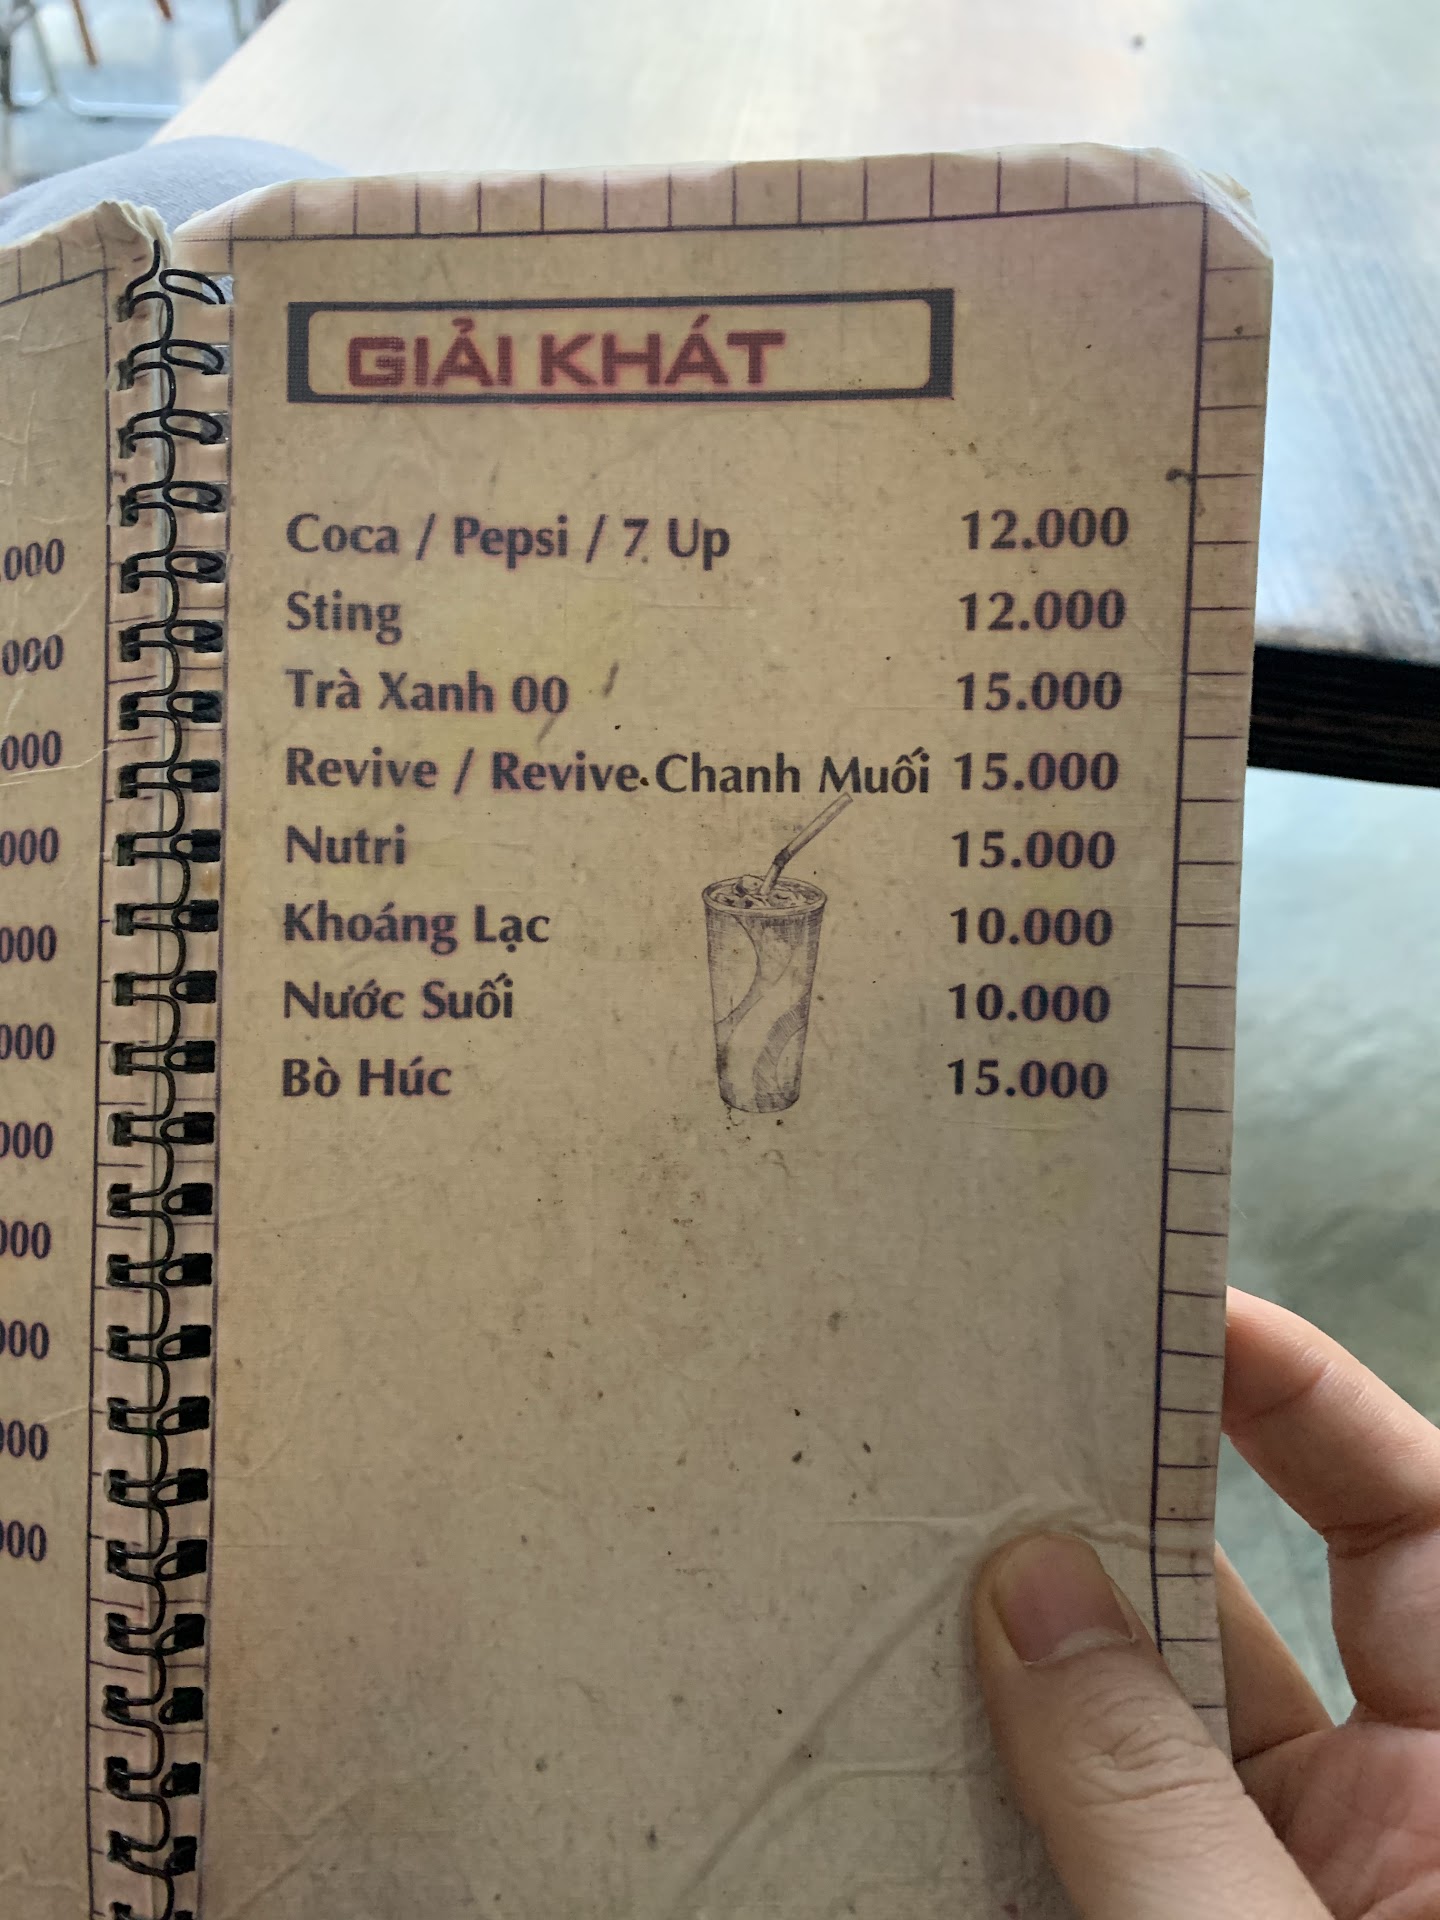 GIẢI KHÁT
Coca / Pepsi / 7 Up 12.000
Sting 12.000
Trà Xanh 00 15.000
Revive / Revive Chanh Muối 15.000
Nutri 15.000
Khoáng Lạc 10.000
Nước Suối 10.000
Bò Húc 15.000